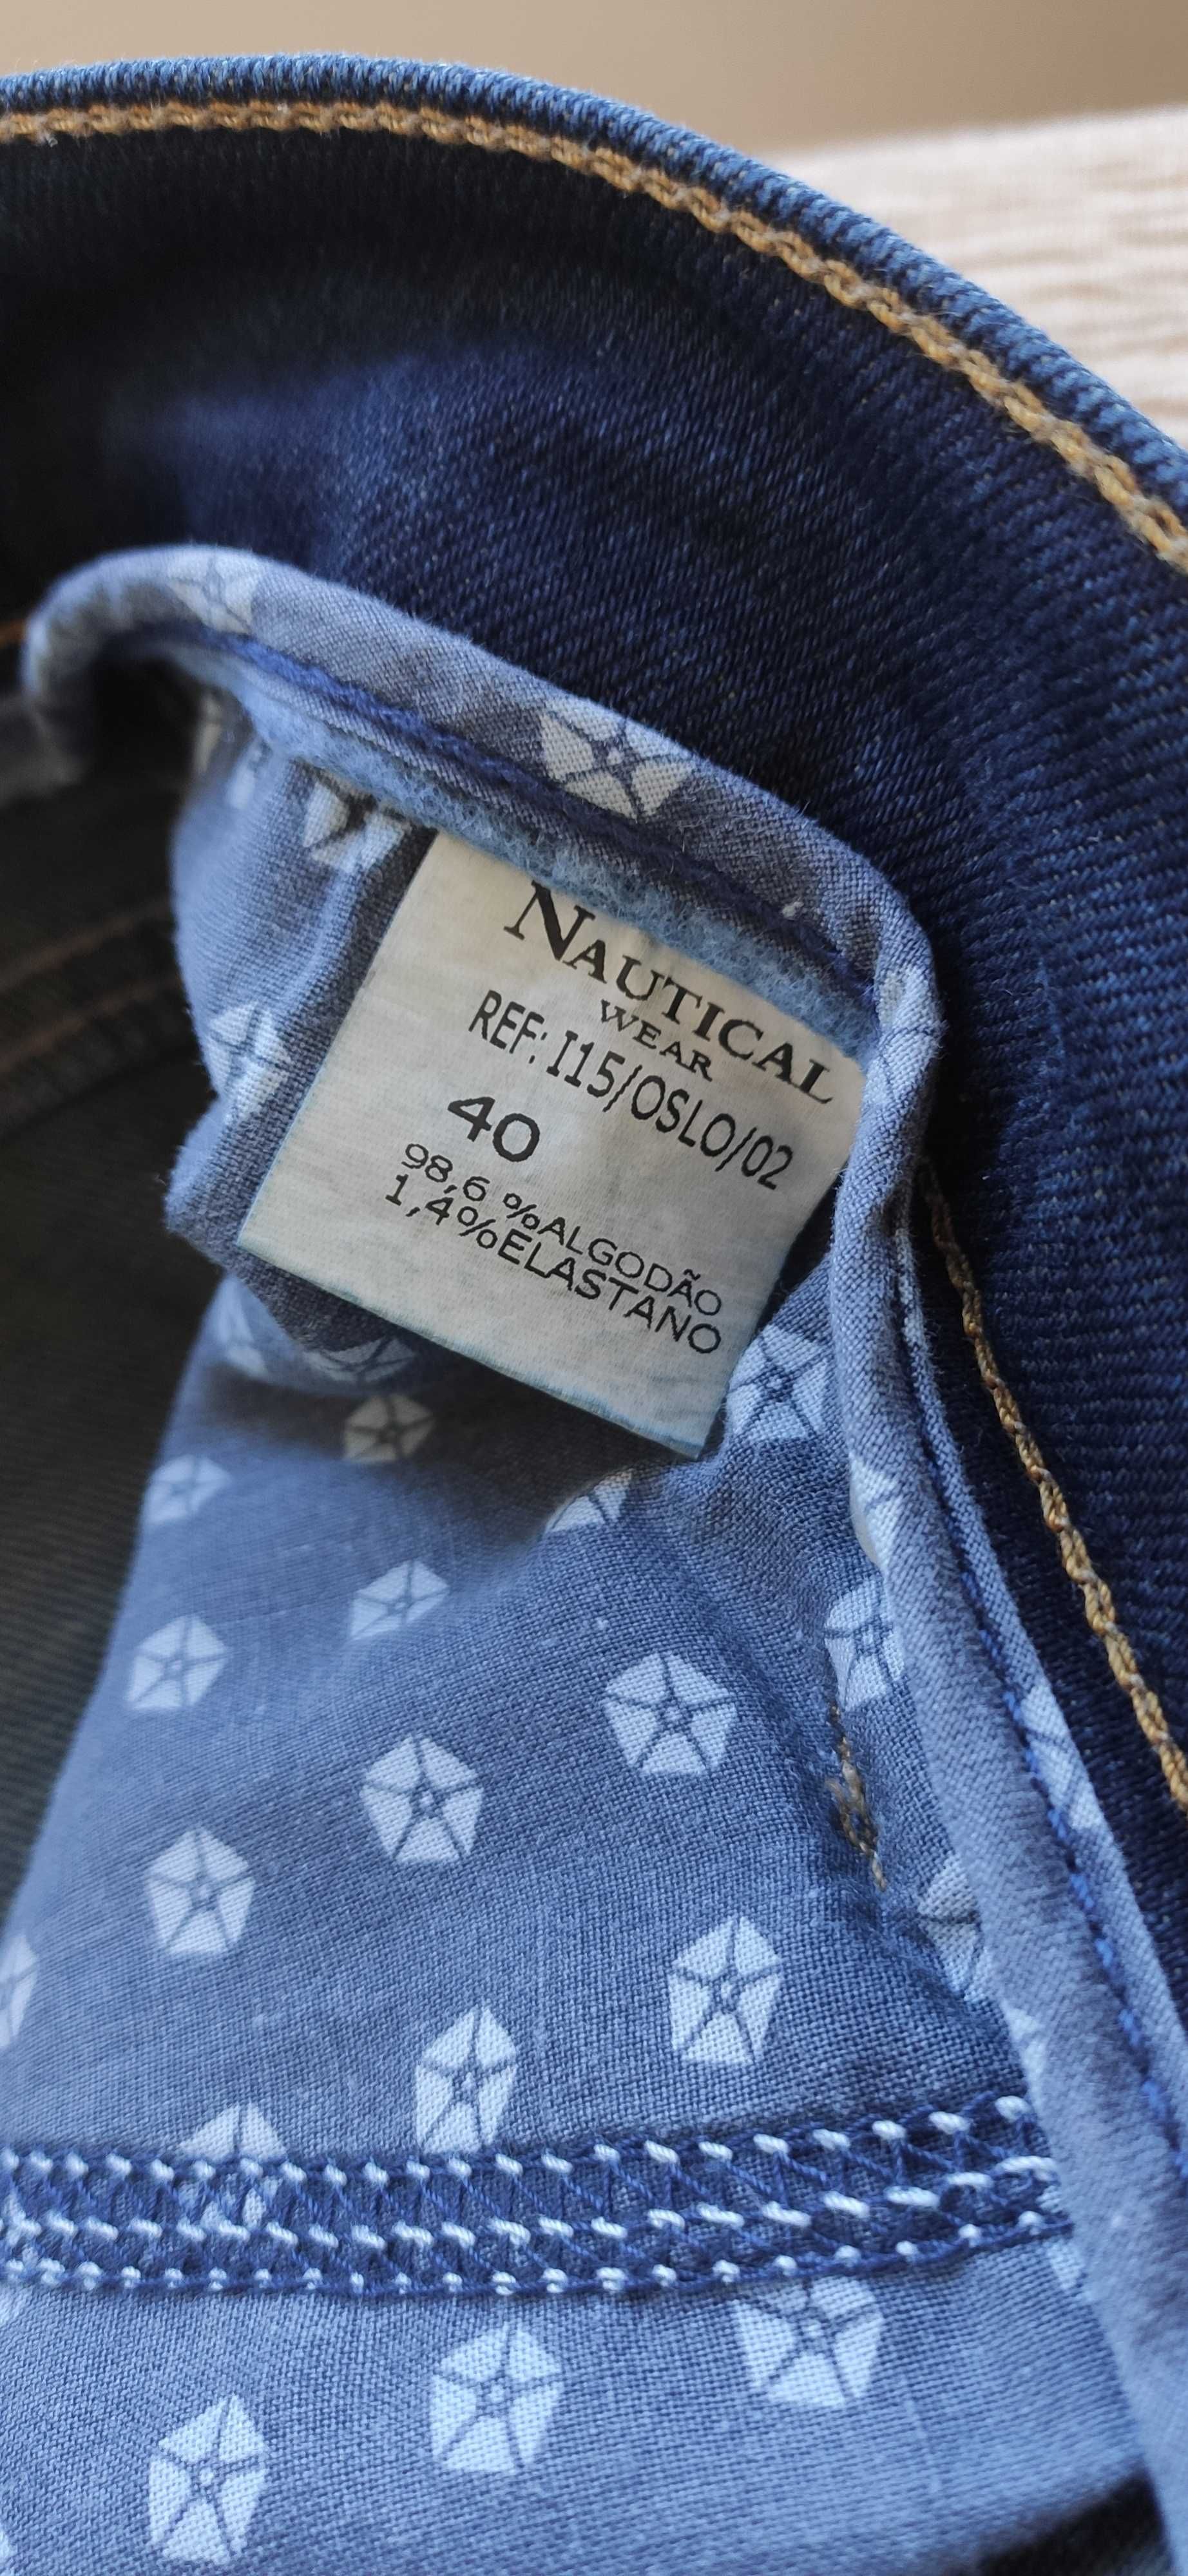 NAUTICAL
WEAR
REF: I15/OSLO/02
40
98,6 %ALGODÃO
1,4%ELASTANO